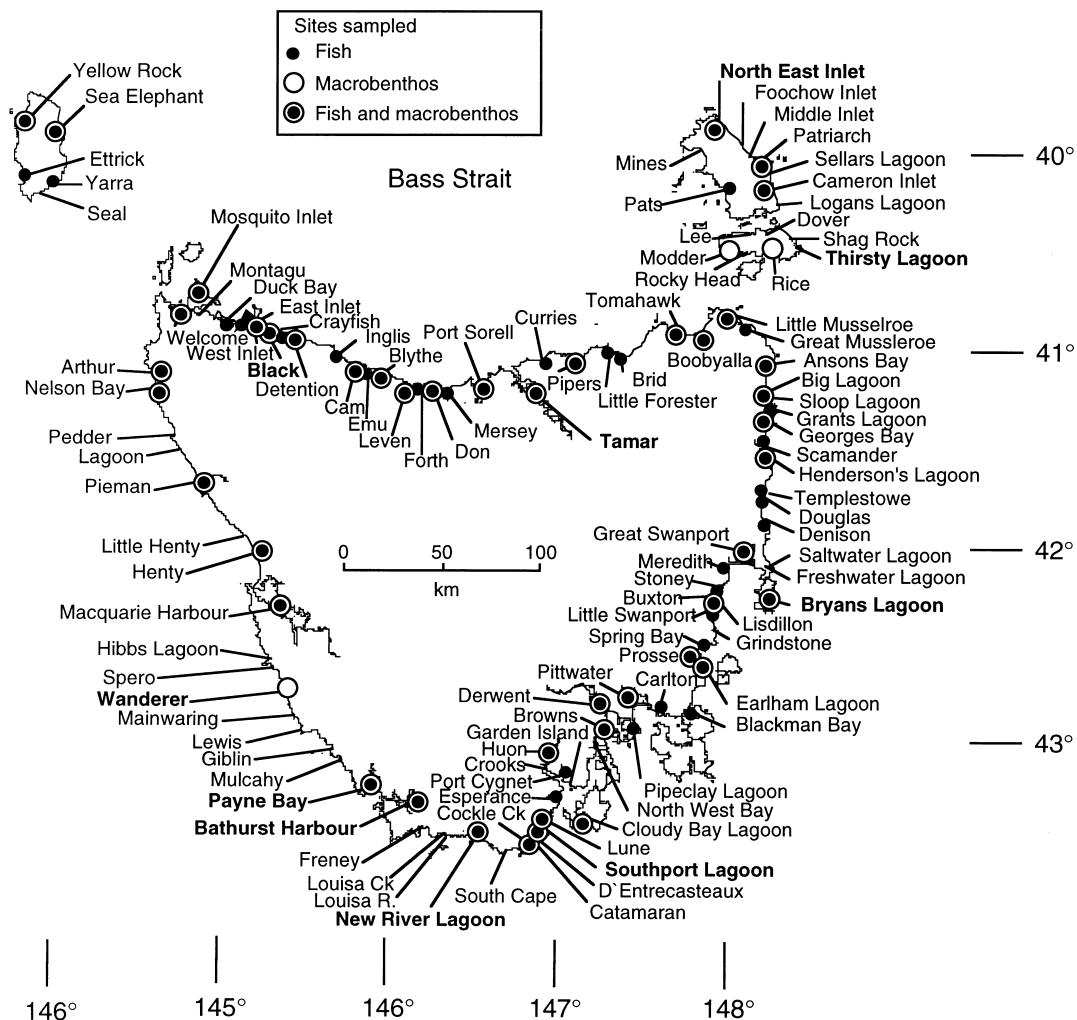 Sites sampled
Fish
Macrobenthos
Fish and macrobenthos
Yellow Rock
Sea Elephant
Ettrick
Yarra
Seal
Bass Strait
North East Inlet
Foochow Inlet
Middle Inlet
Patriarch
Sellars Lagoon
Cameron Inlet
Logans Lagoon
Mines
Pats
Dover
Lee
Shag Rock
Modder
Thirsty Lagoon
Rocky Head
Rice
40°
41°
42°
43°
Mosquito Inlet
Montagu
Duck Bay
East Inlet
Crayfish
Welcome
West Inlet
Black
Detention
Inglis
Blythe
Cam
Emu
Leven
Forth
Don
Mersey
Port Sorell
Curries
Pipers
Tamar
Brid
Little Forester
Tomahawk
Boobyalla
Little Musselroe
Great Mussleroe
Ansons Bay
Big Lagoon
Sloop Lagoon
Grants Lagoon
Georges Bay
Scamander
Henderson's Lagoon
Templestowe
Douglas
Denison
Saltwater Lagoon
Freshwater Lagoon
Bryans Lagoon
Great Swanport
Meredith
Stoney
Buxton
Little Swanport
Lisdillon
Grindstone
Spring Bay
Prosser
Earlham Lagoon
Blackman Bay
Carlton
Pittwater
Derwent
Browns
Garden Island
Huon
Crooks
Port Cygnet
Esperance
Cockle Ck
Pipeclay Lagoon
North West Bay
Cloudy Bay Lagoon
Lune
Southport Lagoon
D`Entrecasteaux
Catamaran
South Cape
New River Lagoon
Louisa R.
Louisa Ck
Freney
Bathurst Harbour
Payne Bay
Mulcahy
Giblin
Lewis
Mainwaring
Wanderer
Spero
Hibbs Lagoon
Macquarie Harbour
Henty
Little Henty
Pieman
Pedder
Lagoon
Nelson Bay
Arthur
0 50 100
km
146° 145° 146° 147° 148°